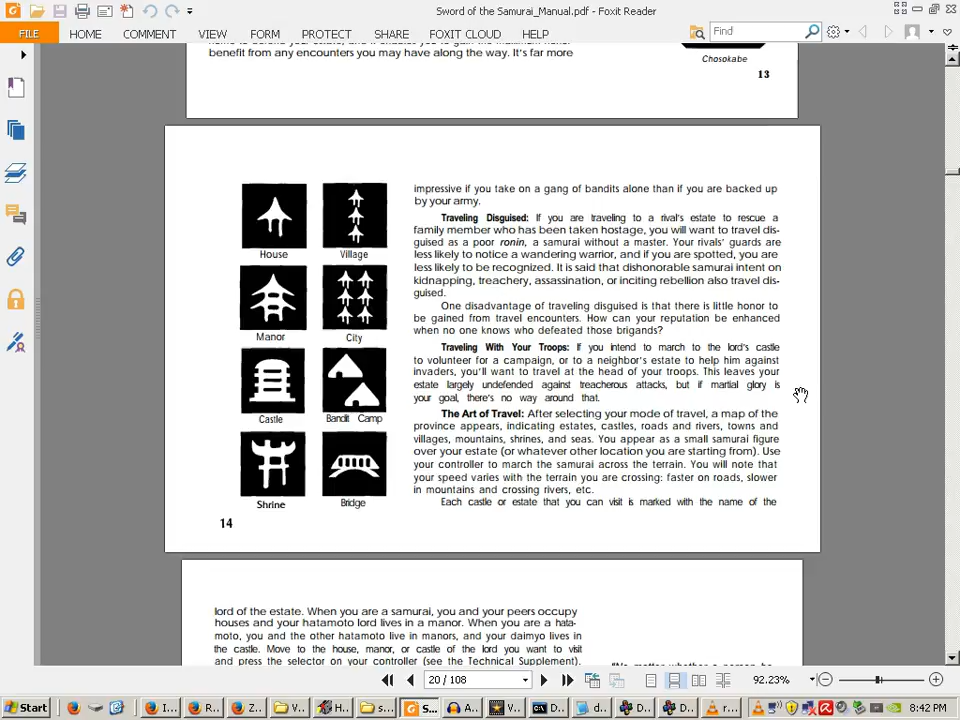 Sword of the Samurai_Manual.pdf - Foxit Reader
FILE HOME COMMENT VIEW FORM PROTECT SHARE FOXIT CLOUD HELP Find
benefit from any encounters you may have along the way. It's far more
Chosokabe
13
House
Village
Manor
City
Castle
Bandit Camp
Shrine
Bridge
14
impressive if you take on a gang of bandits alone than if you are backed up
by your army.
Traveling Disguised: If you are traveling to a rival's estate to rescue a
family member who has been taken hostage, you will want to travel dis-
guised as a poor ronin, a samurai without a master. Your rivals' guards are
less likely to notice a wandering warrior, and if you are spotted, you are
less likely to be recognized. It is said that dishonorable samurai intent on
kidnapping, treachery, assassination, or inciting rebellion also travel dis-
guised.
One disadvantage of traveling disguised is that there is little honor to
be gained from travel encounters. How can your reputation be enhanced
when no one knows who defeated those brigands?
Traveling With Your Troops: If you intend to march to the lord's castle
to volunteer for a campaign, or to a neighbor's estate to help him against
invaders, you'll want to travel at the head of your troops. This leaves your
estate largely undefended against treacherous attacks, but if martial glory is
your goal, there's no way around that.
The Art of Travel: After selecting your mode of travel, a map of the
province appears, indicating estates, castles, roads and rivers, towns and
villages, mountains, shrines, and seas. You appear as a small samurai figure
over your estate (or whatever other location you are starting from). Use
your controller to march the samurai across the terrain. You will note that
your speed varies with the terrain you are crossing: faster on roads, slower
in mountains and crossing rivers, etc.
Each castle or estate that you can visit is marked with the name of the
lord of the estate. When you are a samurai, you and your peers occupy
houses and your hatamoto lord lives in a manor. When you are a hata-
moto, you and the other hatamoto live in manors, and your daimyo lives in
the castle. Move to the house, manor, or castle of the lord you want to visit
and press the selector on your controller (see the Technical Supplement).
20 / 108
92.23%
Start I... R... Z... V... H... s... S... A... V... D... d... D... D... r... 8:42 PM